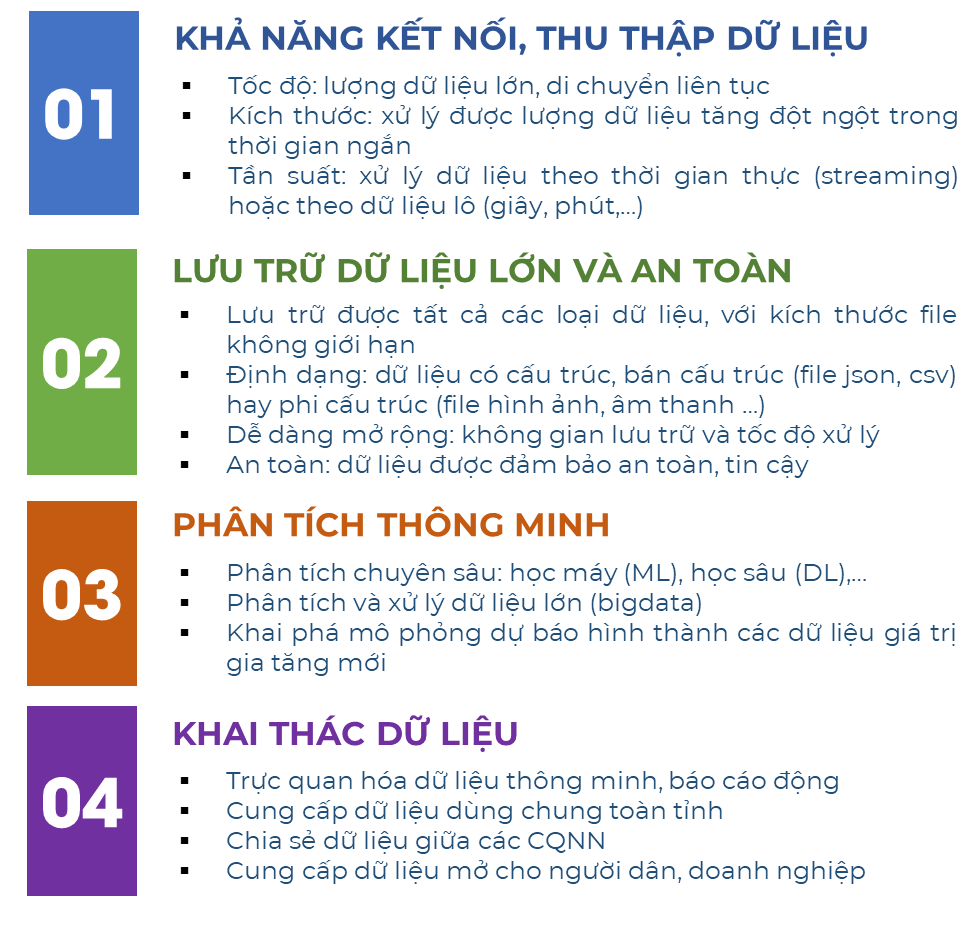 01
KHẢ NĂNG KẾT NỐI, THU THẬP DỮ LIỆU
▪ Tốc độ: lượng dữ liệu lớn, di chuyển liên tục
▪ Kích thước: xử lý được lượng dữ liệu tăng đột ngột trong
thời gian ngắn
▪ Tần suất: xử lý dữ liệu theo thời gian thực (streaming)
hoặc theo dữ liệu lô (giây, phút,...)
02
LƯU TRỮ DỮ LIỆU LỚN VÀ AN TOÀN
▪ Lưu trữ được tất cả các loại dữ liệu, với kích thước file
không giới hạn
▪ Định dạng: dữ liệu có cấu trúc, bán cấu trúc (file json, csv)
hay phi cấu trúc (file hình ảnh, âm thanh ...)
▪ Dễ dàng mở rộng: không gian lưu trữ và tốc độ xử lý
▪ An toàn: dữ liệu được đảm bảo an toàn, tin cậy
03
PHÂN TÍCH THÔNG MINH
▪ Phân tích chuyên sâu: học máy (ML), học sâu (DL),...
▪ Phân tích và xử lý dữ liệu lớn (bigdata)
▪ Khai phá mô phỏng dự báo hình thành các dữ liệu giá trị
gia tăng mới
04
KHAI THÁC DỮ LIỆU
▪ Trực quan hóa dữ liệu thông minh, báo cáo động
▪ Cung cấp dữ liệu dùng chung toàn tỉnh
▪ Chia sẻ dữ liệu giữa các CQNN
▪ Cung cấp dữ liệu mở cho người dân, doanh nghiệp